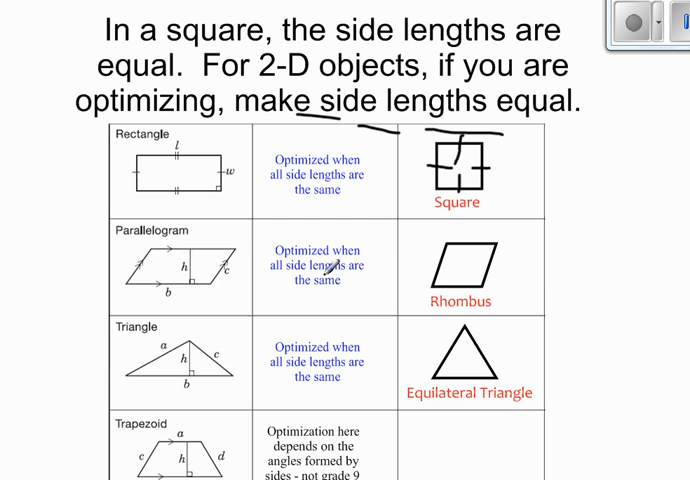 In a square, the side lengths are
equal.  For 2-D objects, if you are
optimizing, make side lengths equal.
Rectangle
l
w
Optimized when
all side lengths are
the same
Square
Parallelogram
h
c
b
Optimized when
all side lengths are
the same
Rhombus
Triangle
a
h
c
b
Optimized when
all side lengths are
the same
Equilateral Triangle
Trapezoid
a
c
h
d
Optimization here
depends on the
angles formed by
sides - not grade 9